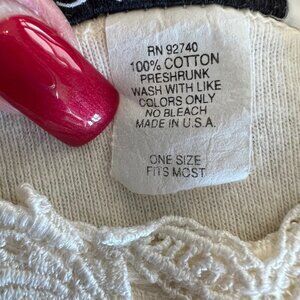 RN 92740
100% COTTON
PRESHRUNK
WASH WITH LIKE
COLORS ONLY
NO BLEACH
MADE IN U.S.A.
ONE SIZE
FITS MOST